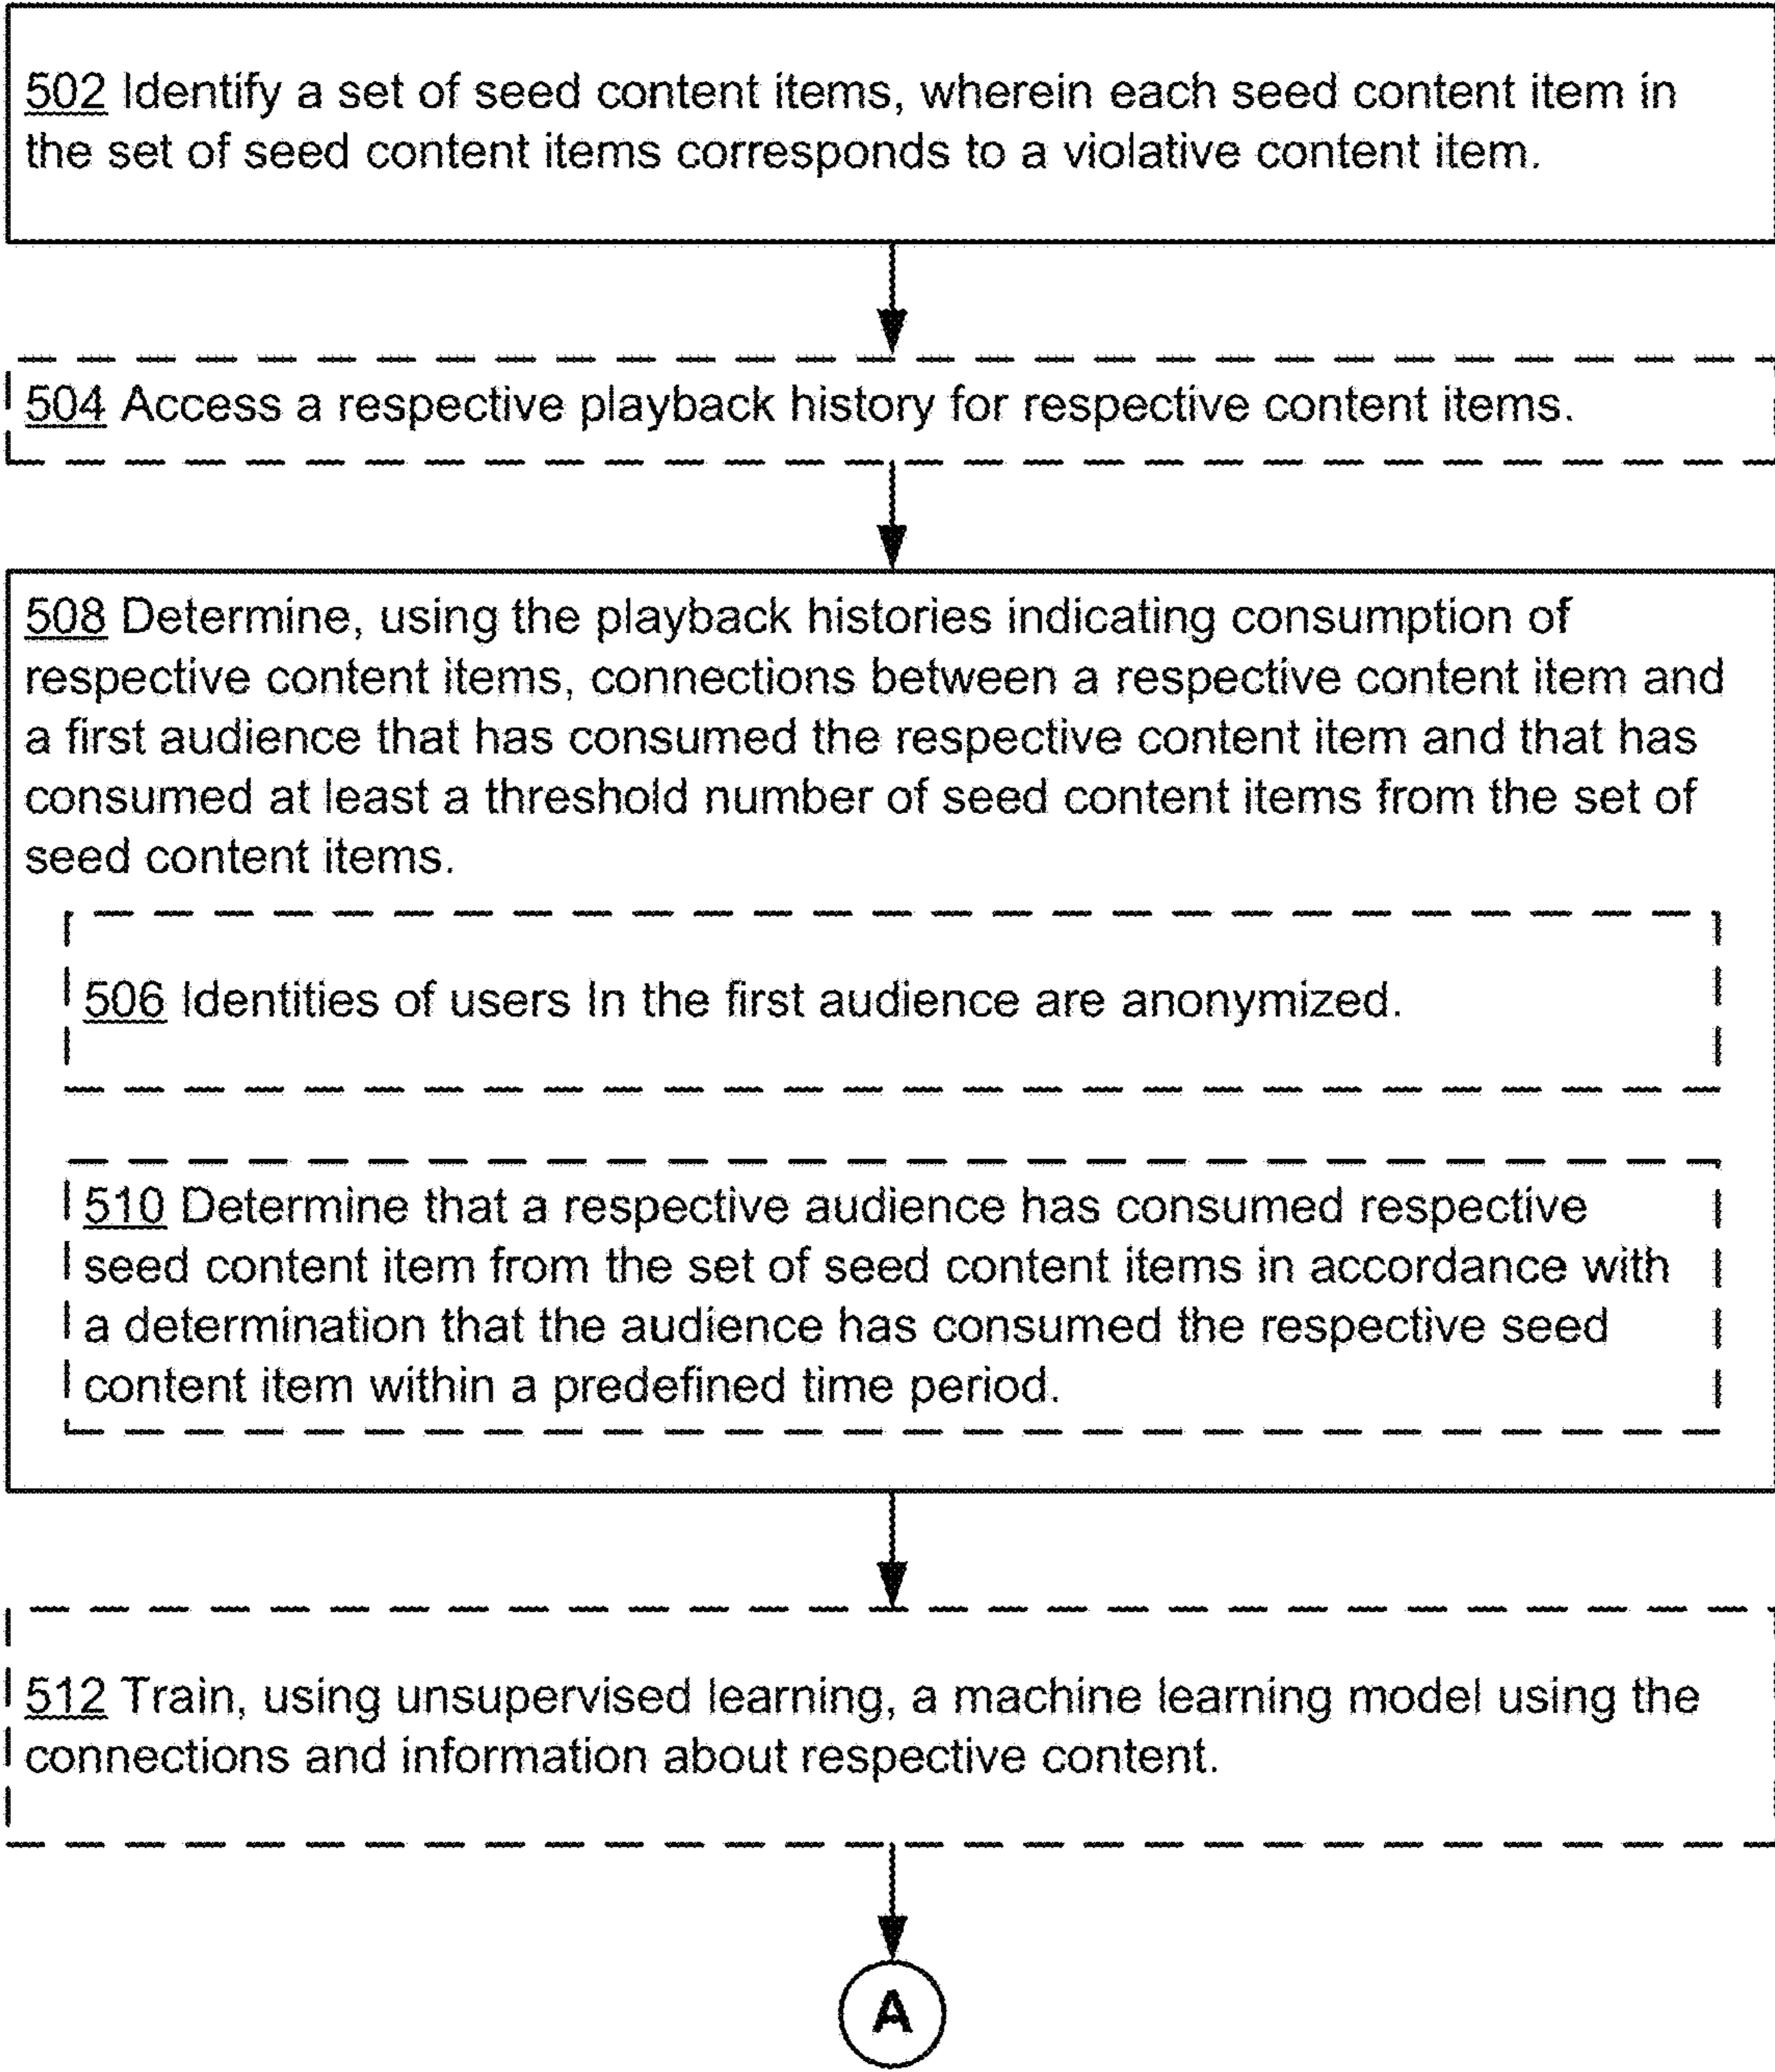 502 Identify a set of seed content items, wherein each seed content item in
the set of seed content items corresponds to a violative content item.
504 Access a respective playback history for respective content items.
508 Determine, using the playback histories indicating consumption of
respective content items, connections between a respective content item and
a first audience that has consumed the respective content item and that has
consumed at least a threshold number of seed content items from the set of
seed content items.
506 Identities of users In the first audience are anonymized.
510 Determine that a respective audience has consumed respective
seed content item from the set of seed content items in accordance with
a determination that the audience has consumed the respective seed
content item within a predefined time period.
512 Train, using unsupervised learning, a machine learning model using the
connections and information about respective content.
A